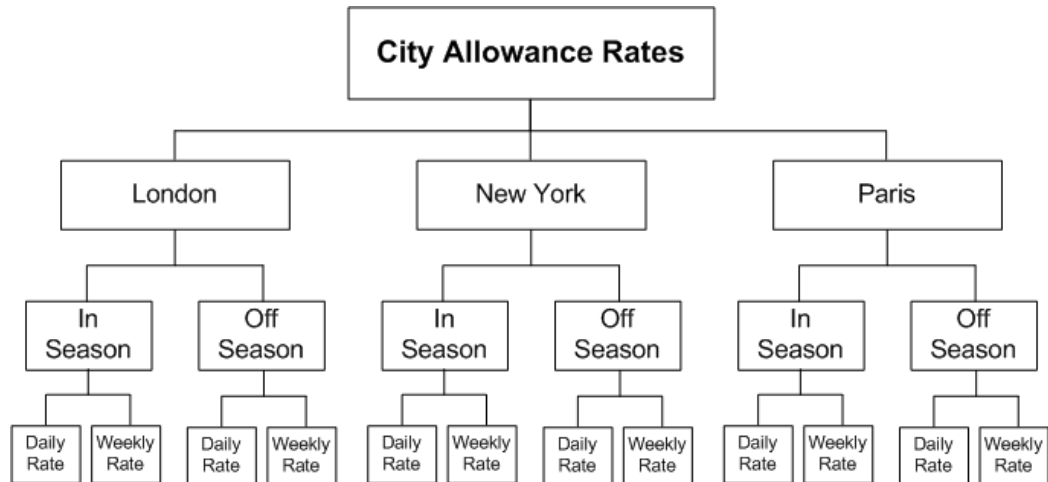 City Allowance Rates
London
New York
Paris
In
Season
Off
Season
In
Season
Off
Season
In
Season
Off
Season
Daily
Rate
Weekly
Rate
Daily
Rate
Weekly
Rate
Daily
Rate
Weekly
Rate
Daily
Rate
Weekly
Rate
Daily
Rate
Weekly
Rate
Daily
Rate
Weekly
Rate